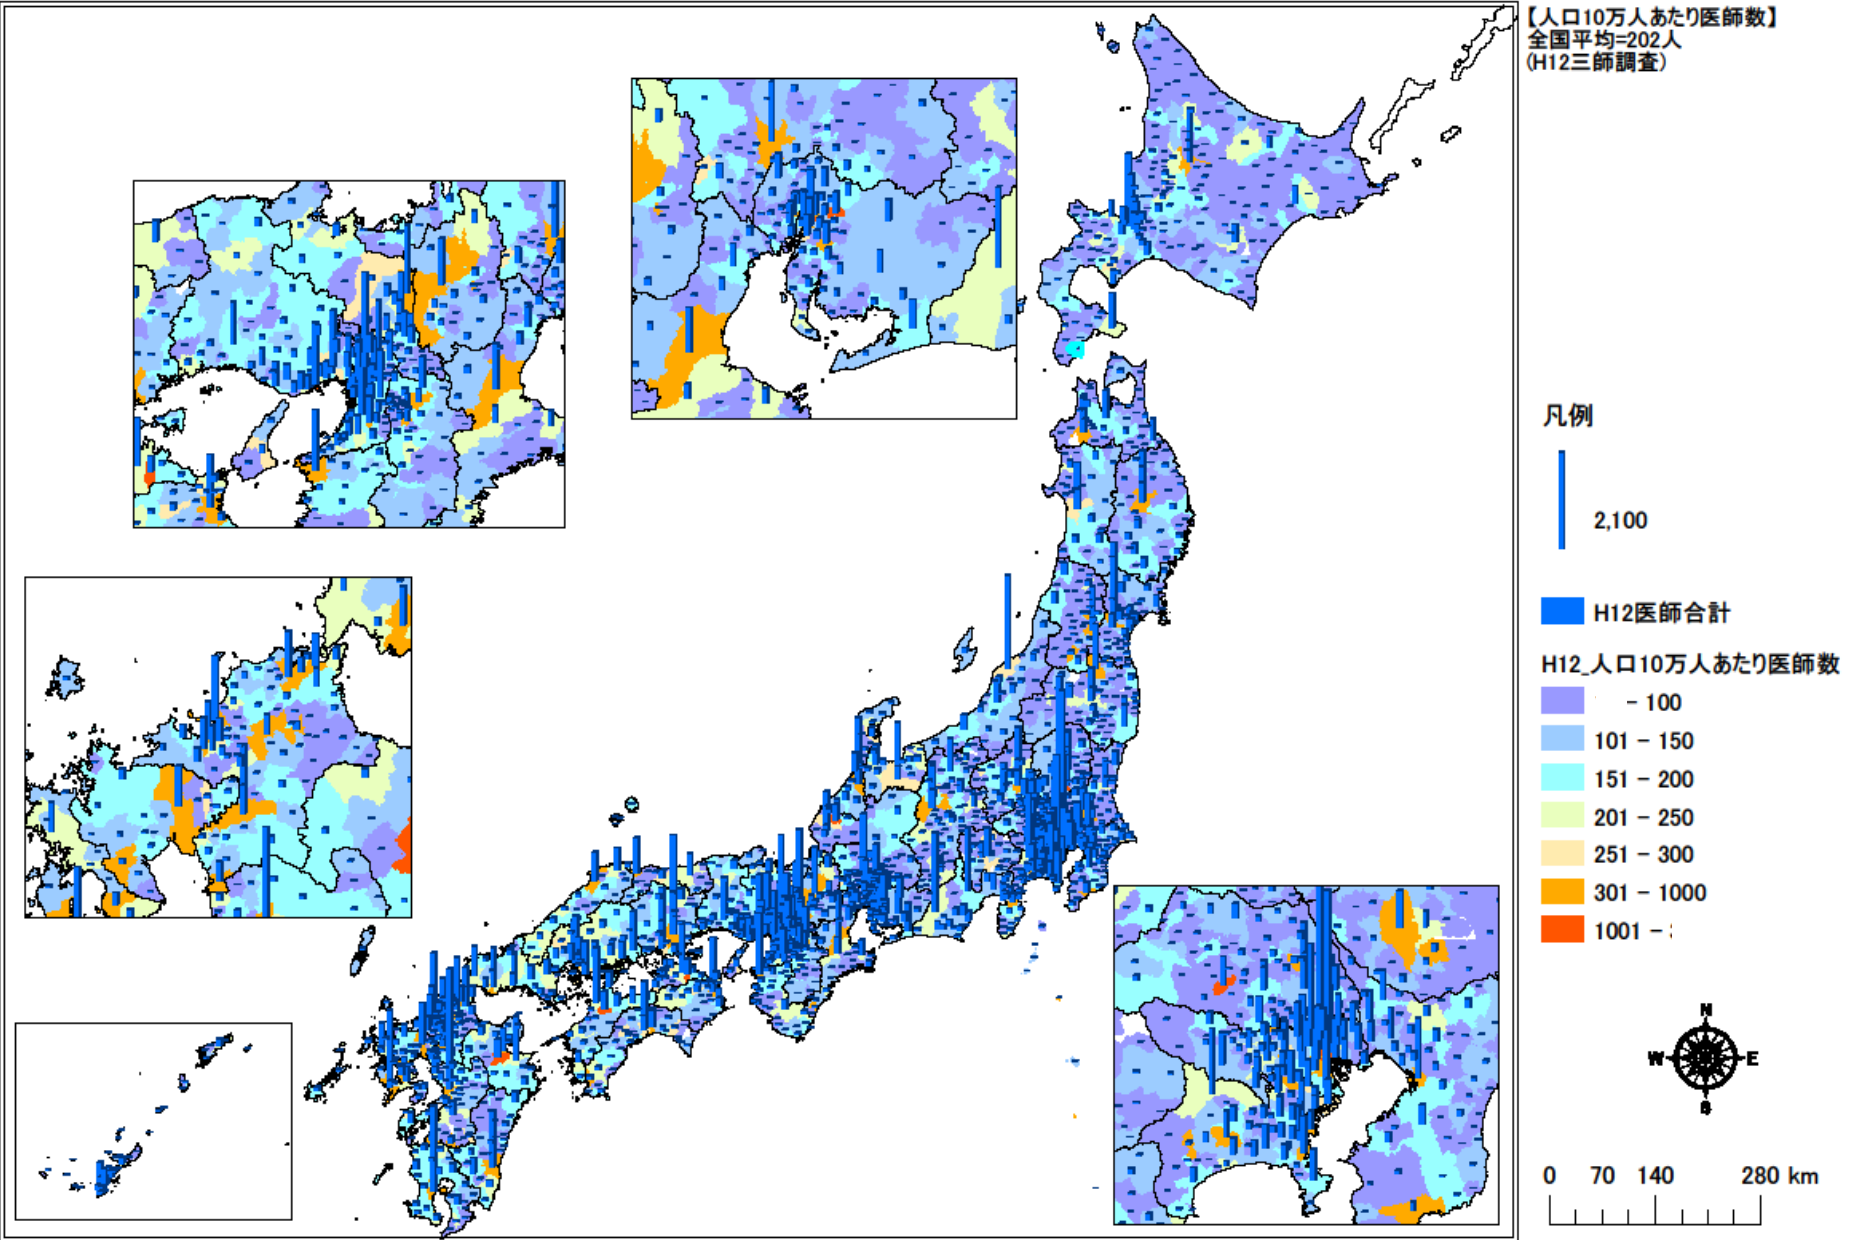 【人口10万人あたり医師数】
全国平均=202人
(H12三師調査)
凡例
2,100
H12医師合計
H12_人口10万人あたり医師数
- 100
101 - 150
151 - 200
201 - 250
251 - 300
301 - 1000
1001 -
N
W E
S
0 70 140 280 km